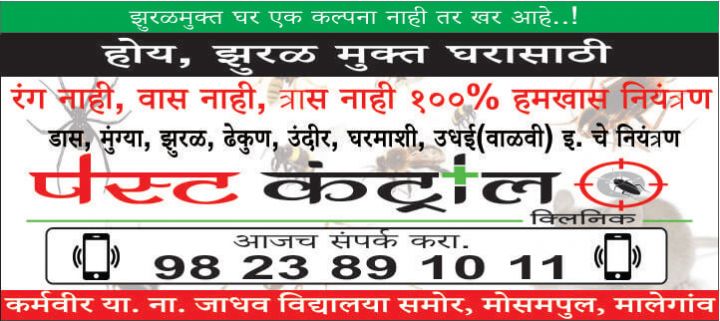 झुरळमुक्त घर एक कल्पना नाही तर खर आहे..!
होय, झुरळ मुक्त घरासाठी
रंग नाही, वास नाही, त्रास नाही १००% हमखास नियंत्रण
डास, मुंग्या, झुरळ, ढेकुण, उंदीर, घरमाशी, उधई(वाळवी) इ. चे नियंत्रण
पेस्ट कंट्रोल
क्लिनिक
आजच संपर्क करा.
98 23 89 10 11
कर्मवीर या. ना. जाधव विद्यालया समोर, मोसमपुल, मालेगांव